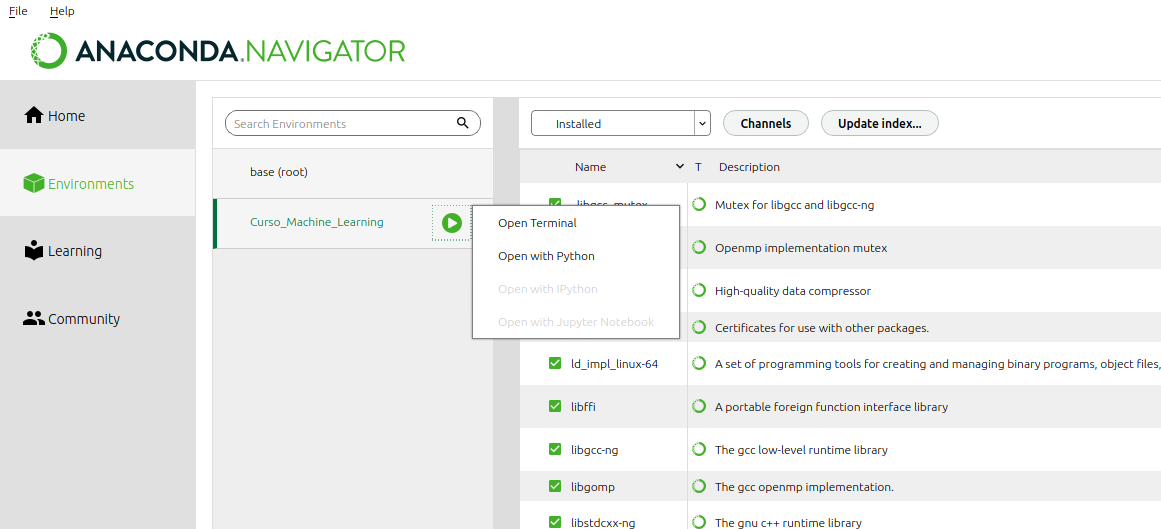 File Help
ANACONDA.NAVIGATOR
Home
Environments
Learning
Community
Search Environments
base (root)
Curso_Machine_Learning
Open Terminal
Open with Python
Open with IPython
Open with Jupyter Notebook
Installed
Channels
Update index...
Name T Description
_libgcc_mutex Mutex for libgcc and libgcc-ng
Openmp implementation mutex
High-quality data compressor
Certificates for use with other packages.
ld_impl_linux-64 A set of programming tools for creating and managing binary programs, object files,
libffi A portable foreign function interface library
libgcc-ng The gcc low-level runtime library
libgomp The gcc openmp implementation.
libstdcxx-ng The gnu c++ runtime library